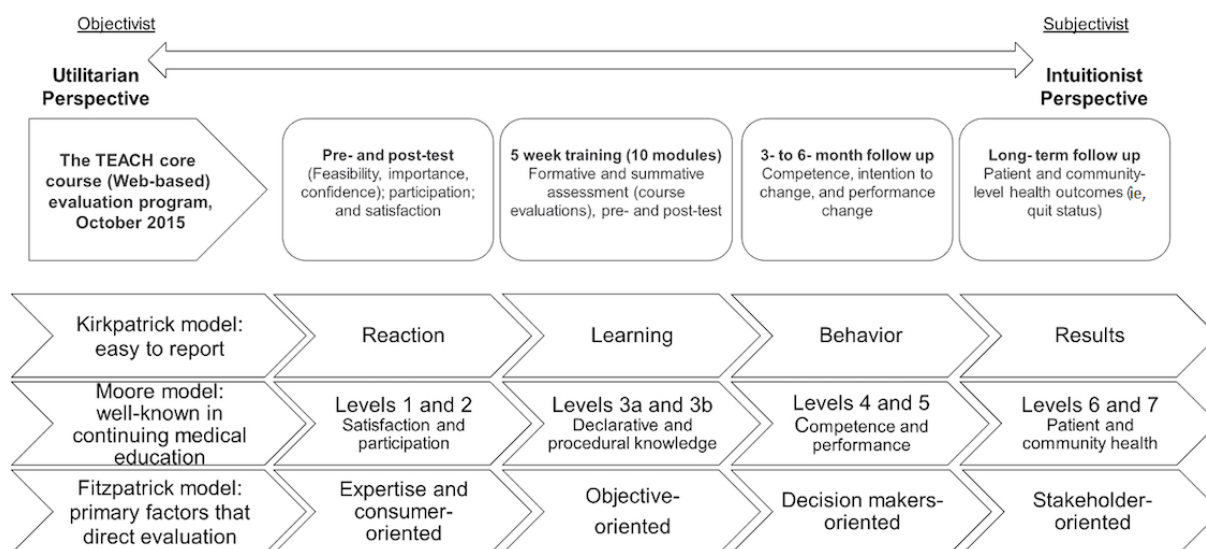 Objectivist
Subjectivist
Utilitarian
Perspective
Intuitionist
Perspective
The TEACH core
course (Web-based)
evaluation program,
October 2015
Pre- and post-test
(Feasibility, importance,
confidence); participation;
and satisfaction
5 week training (10 modules)
Formative and summative
assessment (course
evaluations), pre- and post-test
3- to 6- month follow up
Competence, intention to
change, and performance
change
Long- term follow up
Patient and community-
level health outcomes (ie,
quit status)
Kirkpatrick model:
easy to report
Reaction
Learning
Behavior
Results
Moore model:
well-known in
continuing medical
education
Levels 1 and 2
Satisfaction and
participation
Levels 3a and 3b
Declarative and
procedural knowledge
Levels 4 and 5
Competence and
performance
Levels 6 and 7
Patient and
community health
Fitzpatrick model:
primary factors that
direct evaluation
Expertise and
consumer-
oriented
Objective-
oriented
Decision makers-
oriented
Stakeholder-
oriented